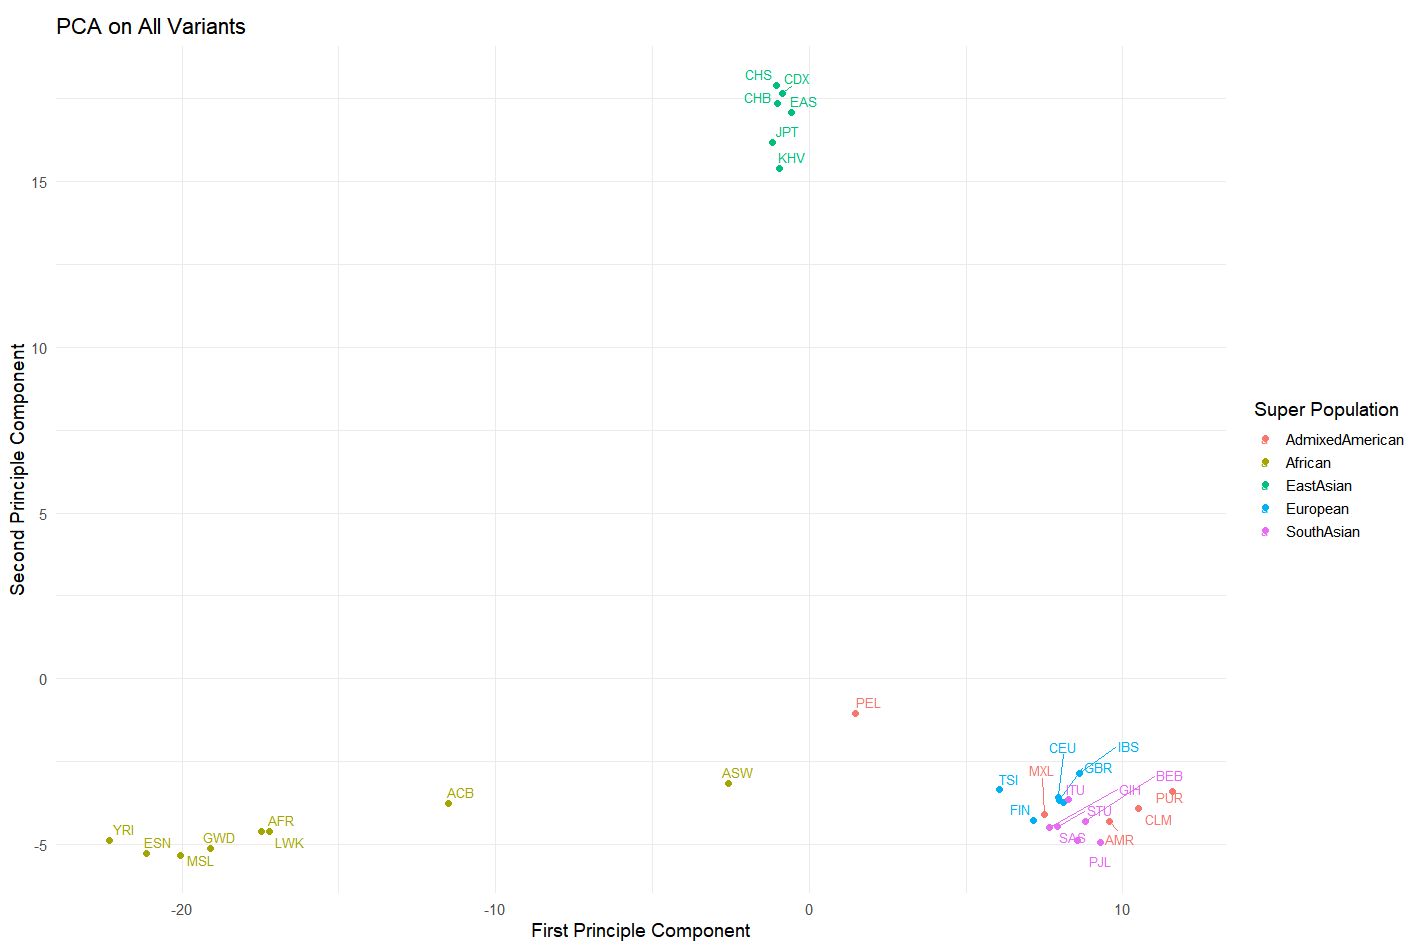 PCA on All Variants
CHS
CDX
CHB
EAS
JPT
KHV
15
10
5
0
-5
Second Principle Component
PEL
CEU
IBS
ASW
MXL
GBR
TSI
BEB
ACB
ITU
GIH
PUR
FIN
STU
CLM
YRI
AFR
ESN
GWD
LWK
MSL
SAS
AMR
PJL
-20
-10
0
10
First Principle Component
Super Population
AdmixedAmerican
African
EastAsian
European
SouthAsian